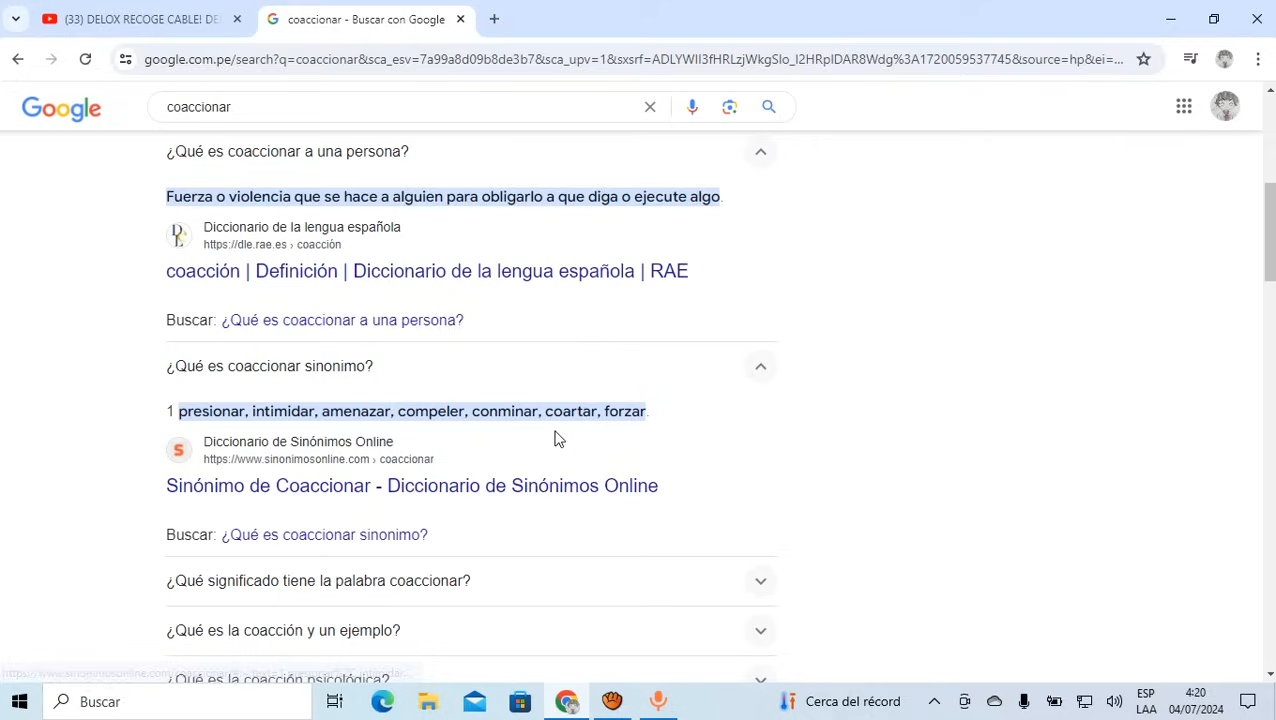 (33) DELOX RECOGE CABLE! DE
coaccionar - Buscar con Google
google.com.pe/search?q=coaccionar&sca_esv=7a99a8d09b8de3b7&sca_upv=1&sxsrf=ADLYWII3fHRLzjWkgSlo_l2HRplDAR8Wdg%3A1720059537745&source=hp&ei=...
Google
coaccionar
¿Qué es coaccionar a una persona?
Fuerza o violencia que se hace a alguien para obligarlo a que diga o ejecute algo.
Diccionario de la lengua española
https://dle.rae.es › coacción
coacción | Definición | Diccionario de la lengua española | RAE
Buscar: ¿Qué es coaccionar a una persona?
¿Qué es coaccionar sinonimo?
1 presionar, intimidar, amenazar, compeler, conminar, coartar, forzar.
S
Diccionario de Sinónimos Online
https://www.sinonimosonline.com › coaccionar
Sinónimo de Coaccionar - Diccionario de Sinónimos Online
Buscar: ¿Qué es coaccionar sinonimo?
¿Qué significado tiene la palabra coaccionar?
¿Qué es la coacción y un ejemplo?
¿Qué es la coacción psicológica?
Buscar
Cerca del récord
ESP
LAA
4:20
04/07/2024